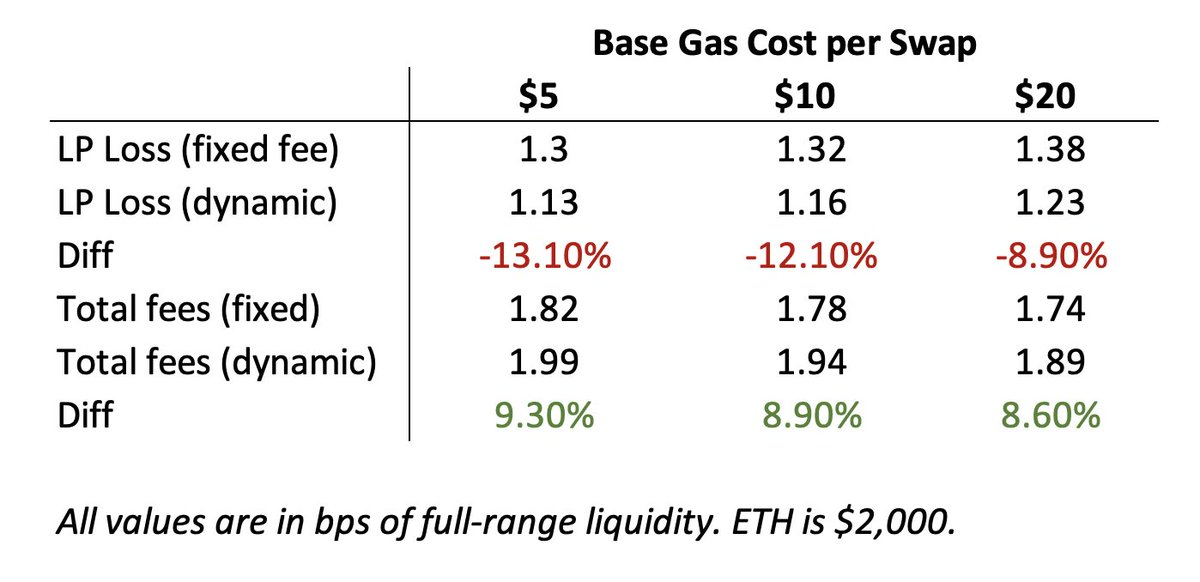 Base Gas Cost per Swap
$5 $10 $20
LP Loss (fixed fee) 1.3 1.32 1.38
LP Loss (dynamic) 1.13 1.16 1.23
Diff -13.10% -12.10% -8.90%
Total fees (fixed) 1.82 1.78 1.74
Total fees (dynamic) 1.99 1.94 1.89
Diff 9.30% 8.90% 8.60%
All values are in bps of full-range liquidity. ETH is $2,000.